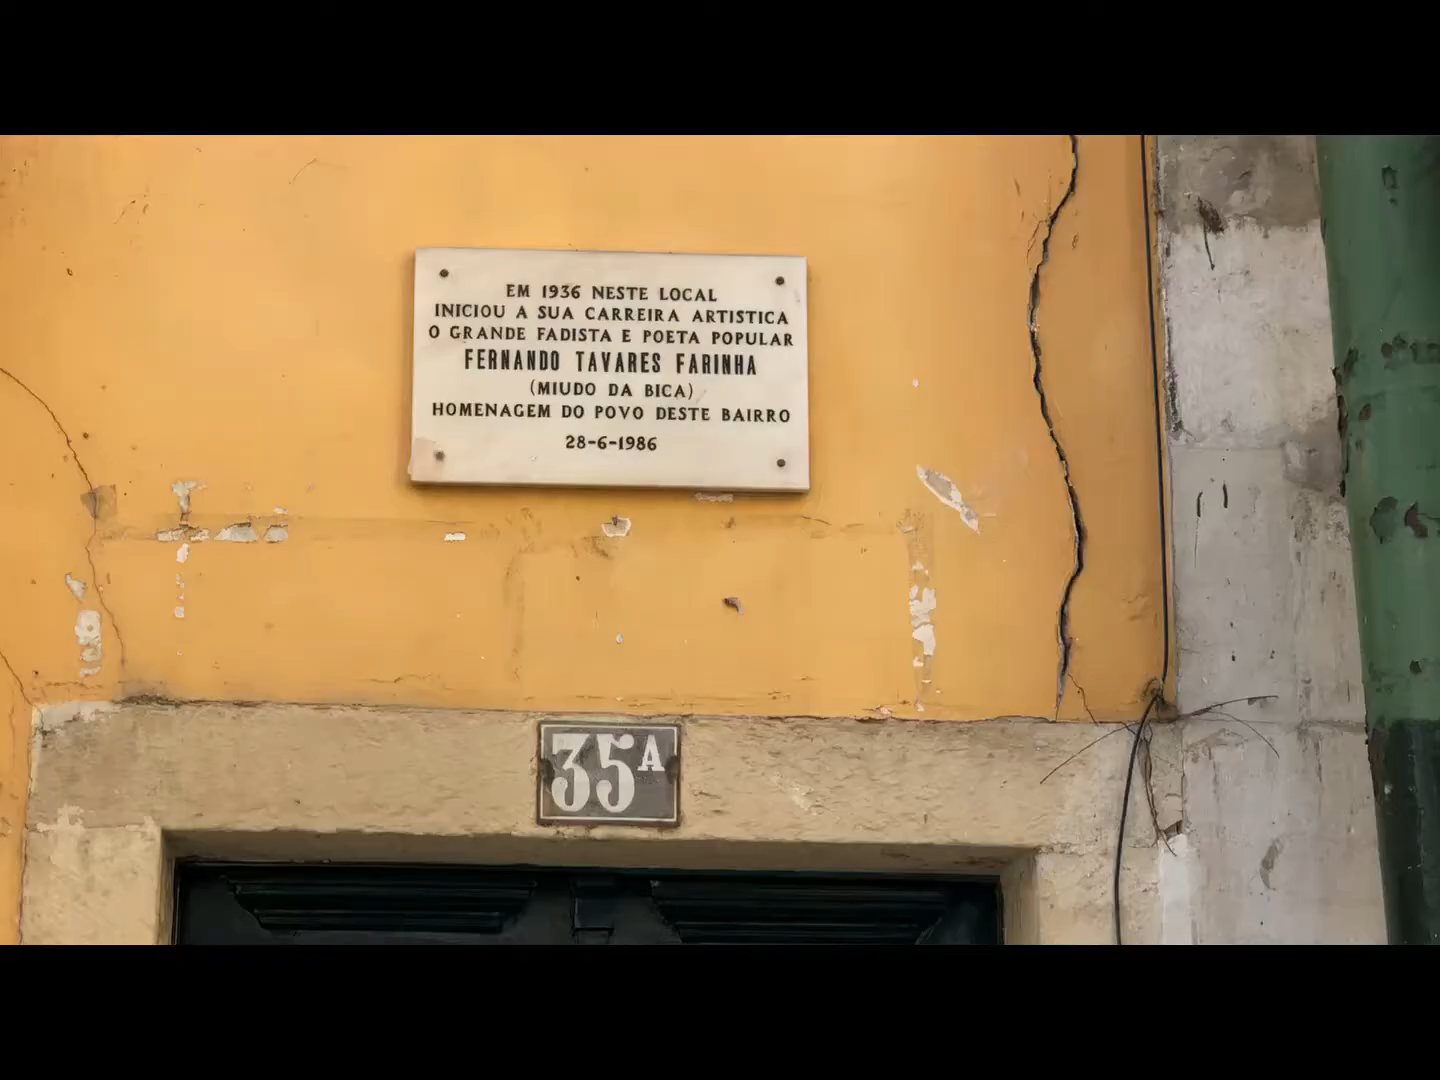 EM 1936 NESTE LOCAL
INICIOU A SUA CARREIRA ARTISTICA
O GRANDE FADISTA E POETA POPULAR
FERNANDO TAVARES FARINHA
(MIUDO DA BICA)
HOMENAGEM DO POVO DESTE BAIRRO
28-6-1986
35A